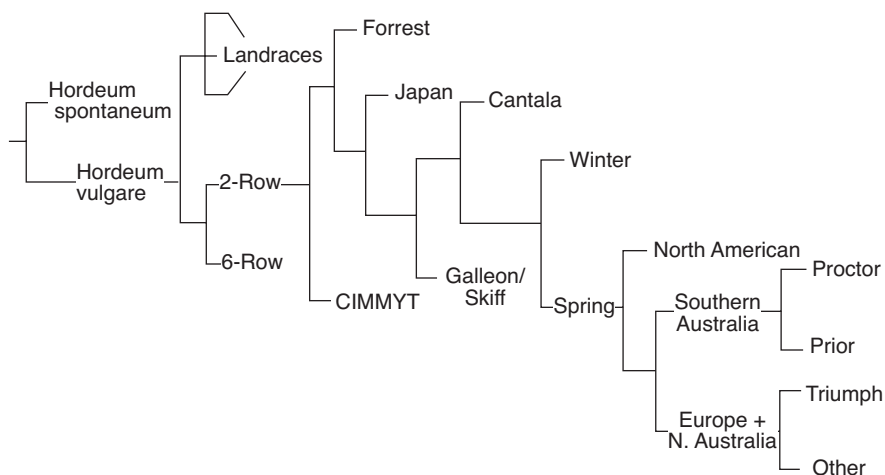 Forrest
Landraces
Hordeum
spontaneum
Japan
Cantala
Hordeum
vulgare
2-Row
Winter
6-Row
North American
Galleon/
Skiff
CIMMYT
Spring
Southern
Australia
Proctor
Prior
Europe +
N. Australia
Triumph
Other